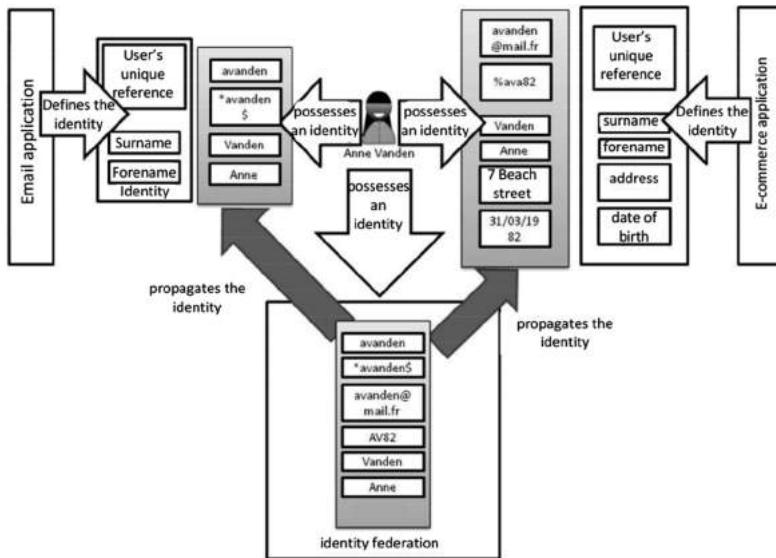 Email application
Defines the
identity
User's
unique
reference
Surname
Forename
Identity
avanden
*avanden
$
Vanden
Anne
possesses
an identity
Anne Vanden
possesses
an identity
possesses
an
identity
avanden
@mail.fr
%ava82
Vanden
Anne
7 Beach
street
31/03/19
82
User's
unique
reference
surname
forename
address
date of
birth
Defines the
identity
E-commerce application
propagates the
identity
propagates the
identity
avanden
*avanden$
avanden@
mail.fr
AV82
Vanden
Anne
identity federation